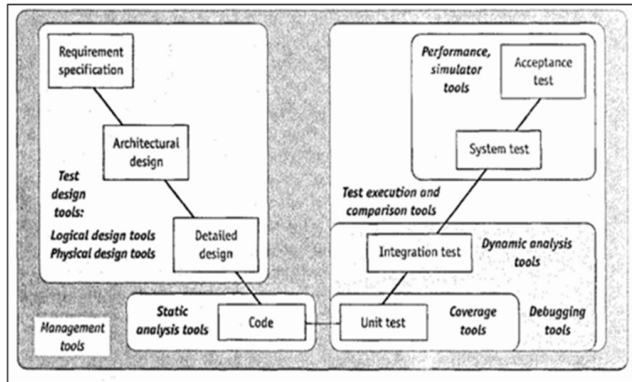 Requirement
specification
Architectural
design
Test
design
tools:
Logical design tools
Physical design tools
Detailed
design
Static
analysis tools
Code
Management
tools
Performance,
simulator
tools
Acceptance
test
System test
Test execution and
comparison tools
Integration test
Dynamic analysis
tools
Unit test
Coverage
tools
Debugging
tools